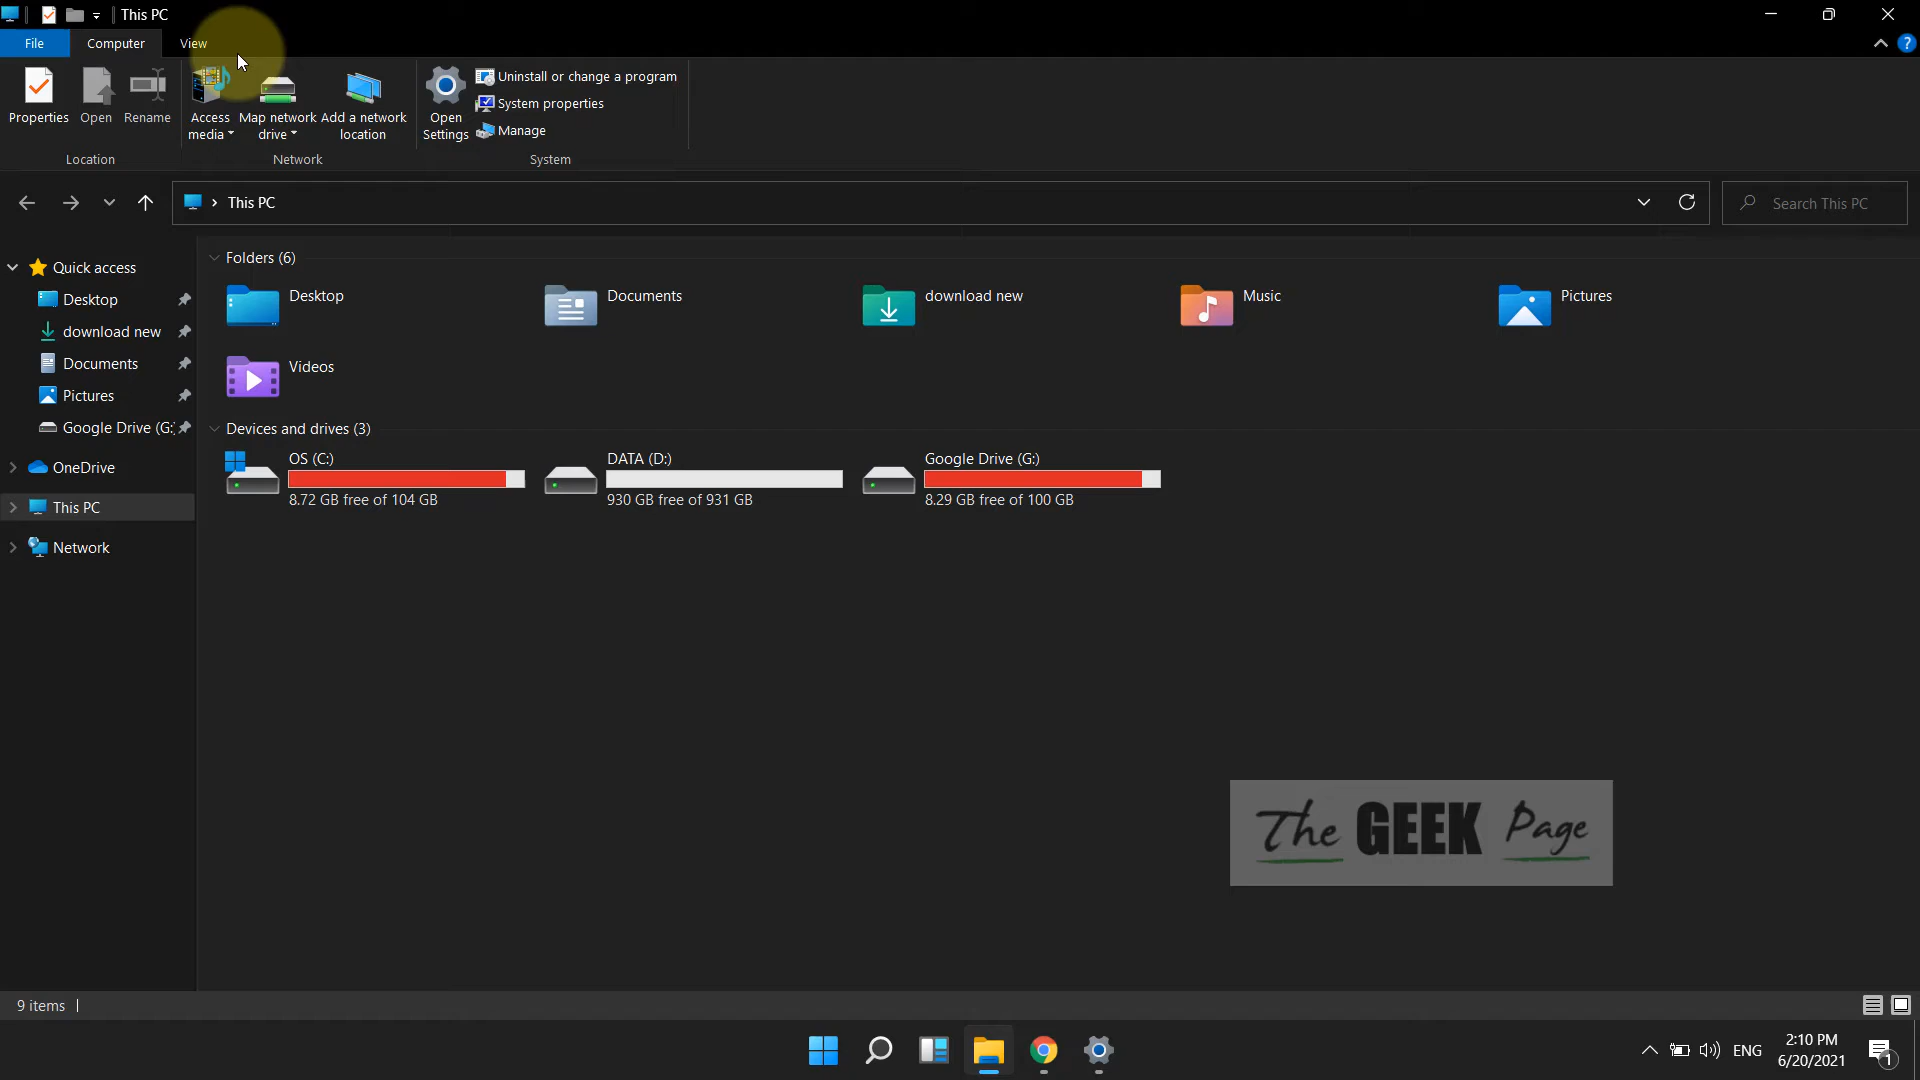 This PC
File
Computer
View
?
Properties
Open
Rename
Access media
Map network drive
Add a network location
Open Settings
Uninstall or change a program
System properties
Manage
Location
Network
System
This PC
Search This PC
Quick access
Desktop
download new
Documents
Pictures
Google Drive (G:
OneDrive
This PC
Network
Folders (6)
Desktop
Documents
download new
Music
Pictures
Videos
Devices and drives (3)
OS (C:)
8.72 GB free of 104 GB
DATA (D:)
930 GB free of 931 GB
Google Drive (G:)
8.29 GB free of 100 GB
The GEEK Page
9 items
ENG
2:10 PM
6/20/2021
1